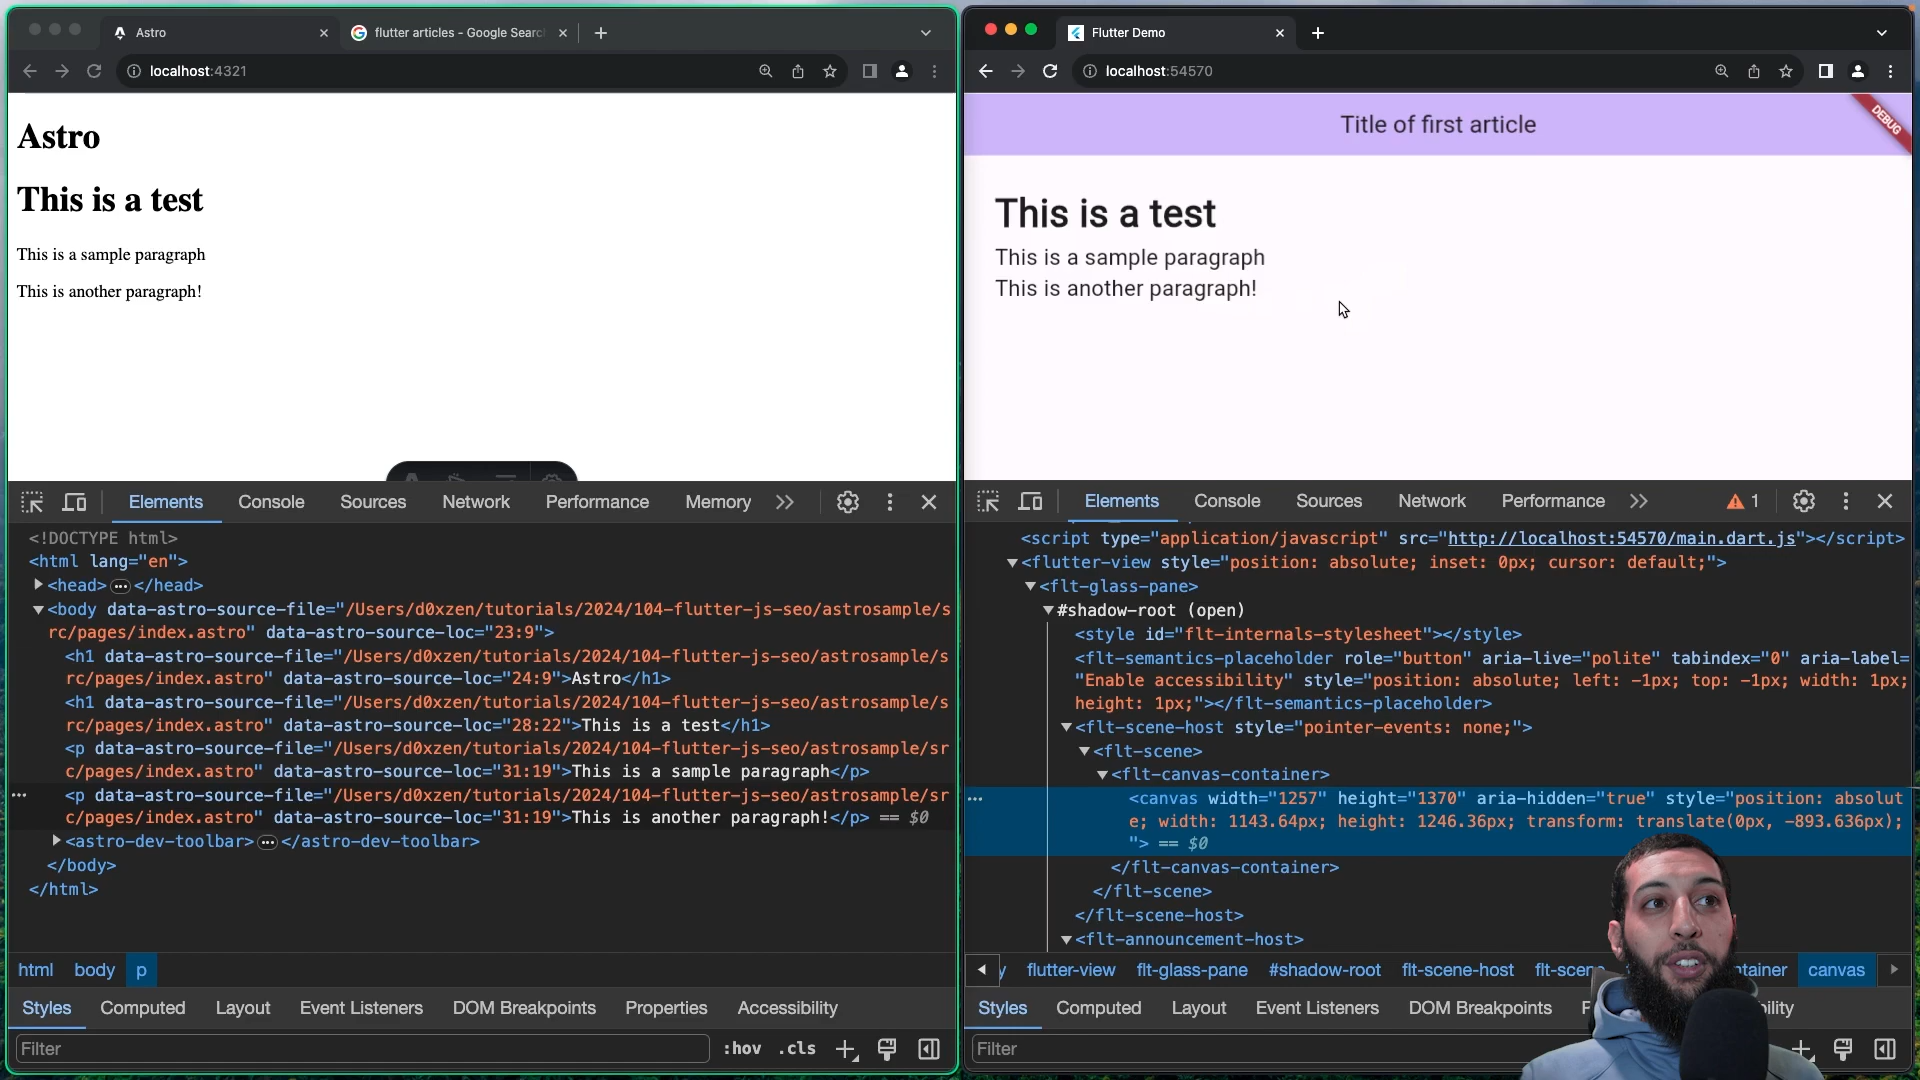 Astro
flutter articles - Google Searc
localhost:4321
Astro
This is a test
This is a sample paragraph
This is another paragraph!
Elements Console Sources Network Performance Memory
<!DOCTYPE html>
<html lang="en">
<head> ••• </head>
<body data-astro-source-file="/Users/d0xzen/tutorials/2024/104-flutter-js-seo/astrosample/s
rc/pages/index.astro" data-astro-source-loc="23:9">
<h1 data-astro-source-file="/Users/d0xzen/tutorials/2024/104-flutter-js-seo/astrosample/s
rc/pages/index.astro" data-astro-source-loc="24:9">Astro</h1>
<h1 data-astro-source-file="/Users/d0xzen/tutorials/2024/104-flutter-js-seo/astrosample/s
rc/pages/index.astro" data-astro-source-loc="28:22">This is a test</h1>
<p data-astro-source-file="/Users/d0xzen/tutorials/2024/104-flutter-js-seo/astrosample/sr
c/pages/index.astro" data-astro-source-loc="31:19">This is a sample paragraph</p>
<p data-astro-source-file="/Users/d0xzen/tutorials/2024/104-flutter-js-seo/astrosample/sr
c/pages/index.astro" data-astro-source-loc="31:19">This is another paragraph!</p> == $0
<astro-dev-toolbar> ••• </astro-dev-toolbar>
</body>
</html>
html body p
Styles Computed Layout Event Listeners DOM Breakpoints Properties Accessibility
Filter :hov .cls
Flutter Demo
localhost:54570
Title of first article
DEBUG
This is a test
This is a sample paragraph
This is another paragraph!
Elements Console Sources Network Performance 1
<script type="application/javascript" src="http://localhost:54570/main.dart.js"></script>
<flutter-view style="position: absolute; inset: 0px; cursor: default;">
<flt-glass-pane>
#shadow-root (open)
<style id="flt-internals-stylesheet"></style>
<flt-semantics-placeholder role="button" aria-live="polite" tabindex="0" aria-label=
"Enable accessibility" style="position: absolute; left: -1px; top: -1px; width: 1px;
height: 1px;"></flt-semantics-placeholder>
<flt-scene-host style="pointer-events: none;">
<flt-scene>
<flt-canvas-container>
<canvas width="1257" height="1370" aria-hidden="true" style="position: absolut
e; width: 1143.64px; height: 1246.36px; transform: translate(0px, -893.636px);
"> == $0
</flt-canvas-container>
</flt-scene>
</flt-scene-host>
<flt-announcement-host>
y flutter-view flt-glass-pane #shadow-root flt-scene-host flt-scen ntainer canvas
Styles Computed Layout Event Listeners DOM Breakpoints bility
Filter